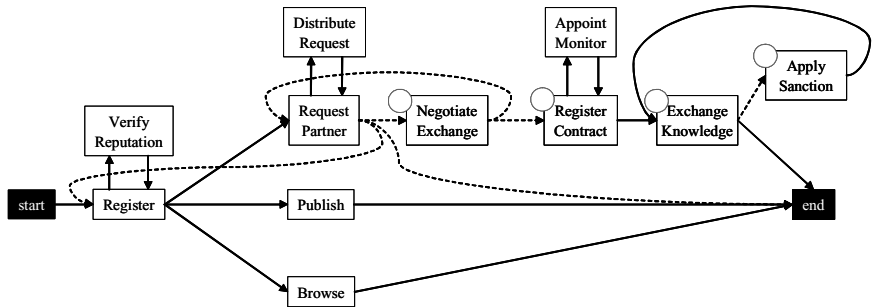 Distribute
Request
Appoint
Monitor
Apply
Sanction
Verify
Reputation
Request
Partner
Negotiate
Exchange
Register
Contract
Exchange
Knowledge
start
Register
Publish
end
Browse